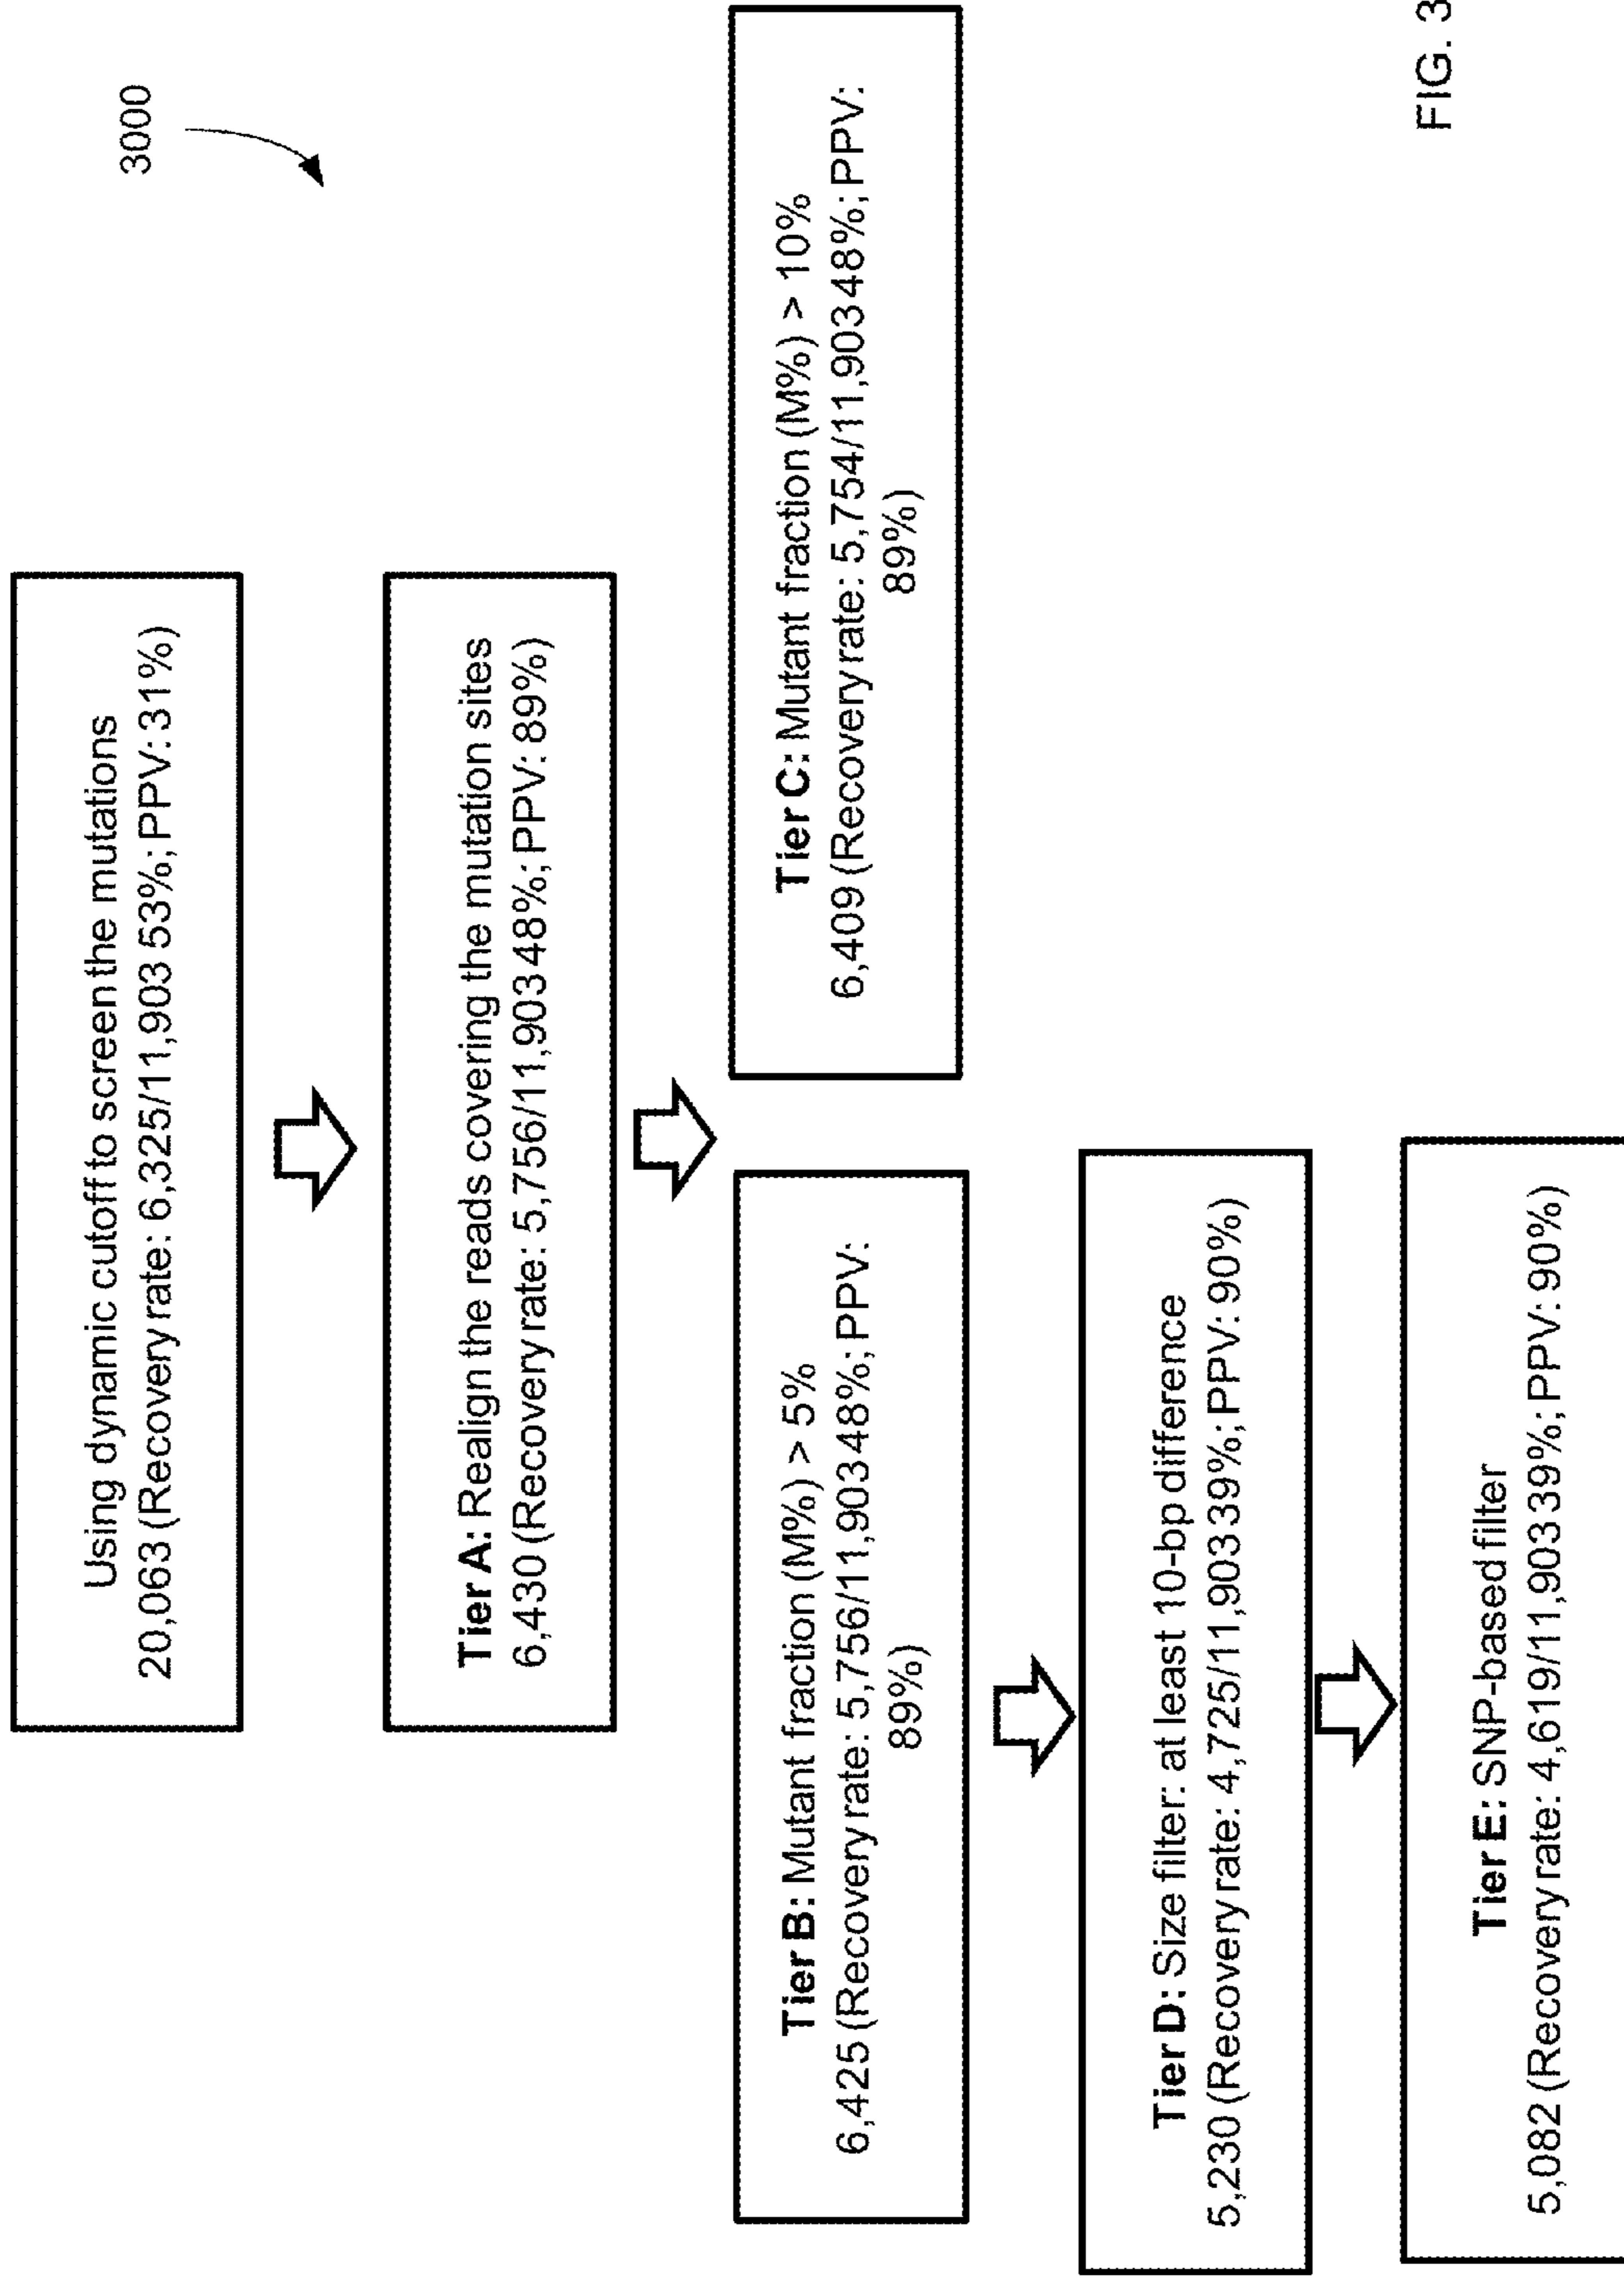 3000
Using dynamic cutoff to screen the mutations
20,063 (Recovery rate: 6,325/11,903 53%; PPV: 31%)
Tier A: Realign the reads covering the mutation sites
6,430 (Recovery rate: 5,756/11,903 48%; PPV: 89%)
Tier B: Mutant fraction (M%) > 5%
6,425 (Recovery rate: 5,756/11,903 48%; PPV:
89%)
Tier C: Mutant fraction (M%) > 10%
6,409 (Recovery rate: 5,754/11,903 48%; PPV:
89%)
Tier D: Size filter: at least 10-bp difference
5,230 (Recovery rate: 4,725/11,903 39%; PPV: 90%)
Tier E: SNP-based filter
5,082 (Recovery rate: 4,619/11,903 39%; PPV: 90%)
FIG. 3